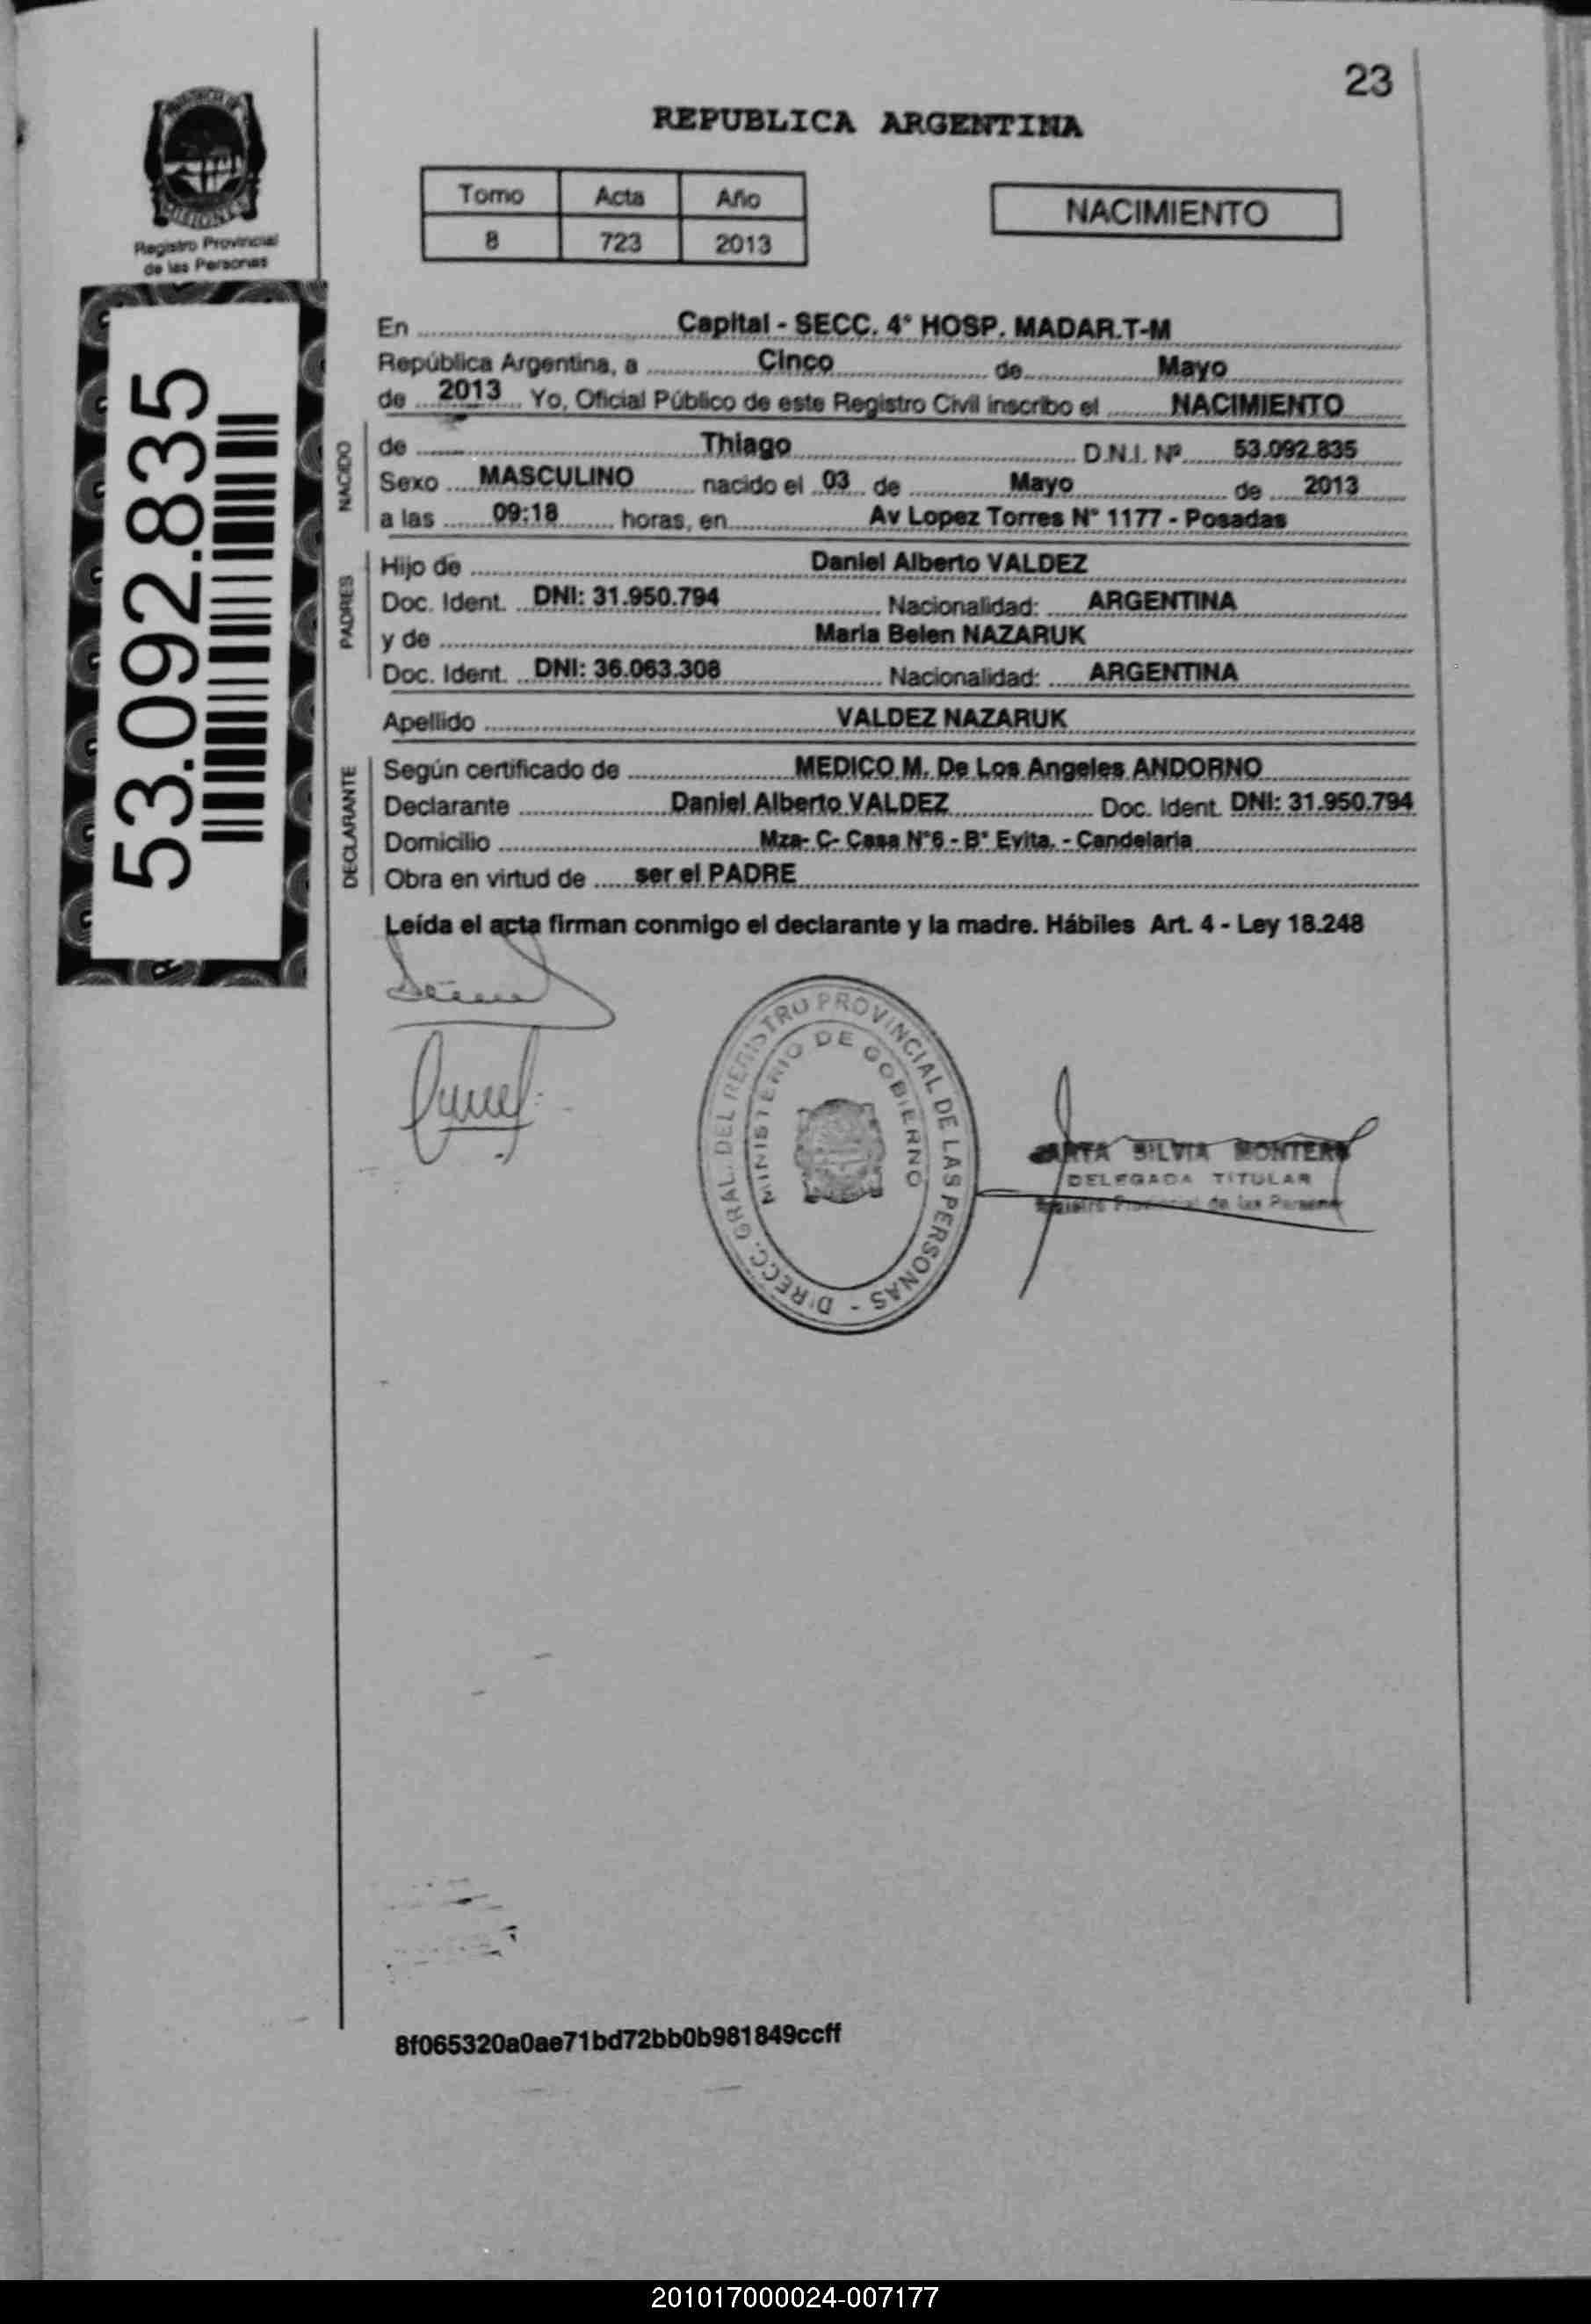 23
PROVINCIA DE
MISIONES
Registro Provincial
de las Personas
REPUBLICA ARGENTINA
Tomo Acta Año
8 723 2013
NACIMIENTO
53.092.835
En Capital - SECC. 4° HOSP. MADAR.T-M
República Argentina, a Cinco de Mayo
de 2013 Yo, Oficial Público de este Registro Civil inscribo el NACIMIENTO
NACIDO
de Thiago D.N.I. Nº 53.092.835
Sexo MASCULINO nacido el 03 de Mayo de 2013
a las 09:18 horas, en Av Lopez Torres N° 1177 - Posadas
PADRES
Hijo de Daniel Alberto VALDEZ
Doc. Ident. DNI: 31.950.794 Nacionalidad: ARGENTINA
y de Maria Belen NAZARUK
Doc. Ident. DNI: 36.063.308 Nacionalidad: ARGENTINA
Apellido VALDEZ NAZARUK
DECLARANTE
Según certificado de MEDICO M. De Los Angeles ANDORNO
Declarante Daniel Alberto VALDEZ Doc. Ident. DNI: 31.950.794
Domicilio Mza- C- Casa N°6 - B° Evita. - Candelaria
Obra en virtud de ser el PADRE
Leída el acta firman conmigo el declarante y la madre. Hábiles Art. 4 - Ley 18.248
DIRECC. GRAL. DEL REGISTRO PROVINCIAL DE LAS PERSONAS -
MINISTERIO DE GOBIERNO
SILVIA MONTERO
DELEGADA TITULAR
Registro Provincial de las Personas
8f065320a0ae71bd72bb0b981849ccff
201017000024-007177